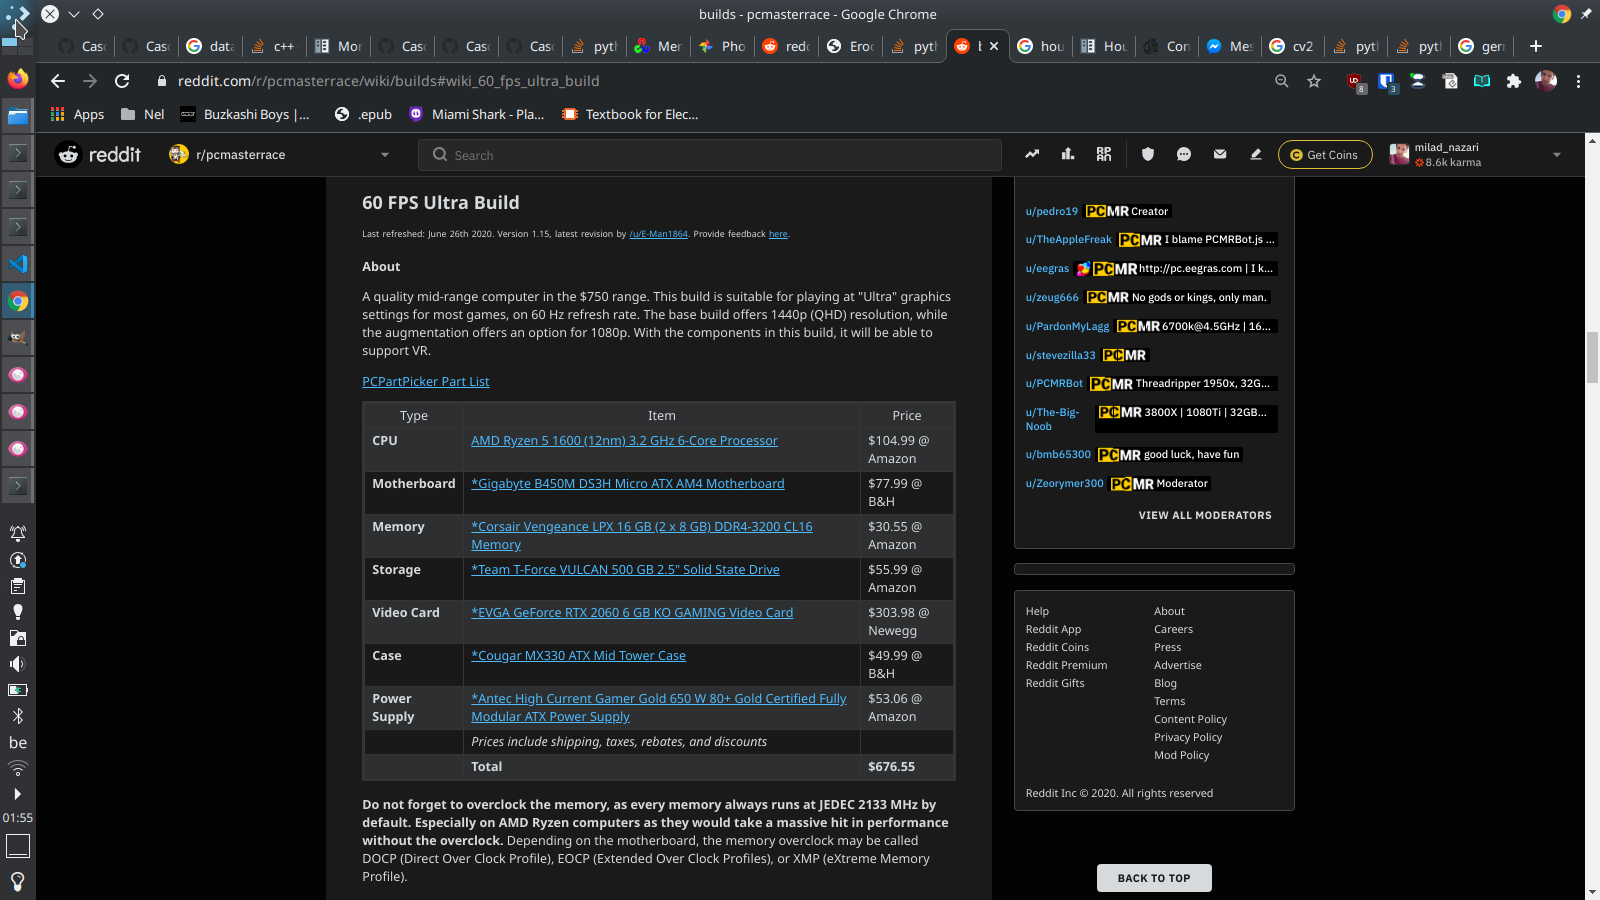 builds - pcmasterrace - Google Chrome
Casc
Casc
data
c++
Mor
Casc
Casc
Casc
pyth
Mer
Pho
redd
Eroc
pyth
b
hou
Hou
Con
Mes
cv2
pyth
pyth
gerr
reddit.com/r/pcmasterrace/wiki/builds#wiki_60_fps_ultra_build
8
3
Apps
Nel
Buzkashi Boys |...
.epub
Miami Shark - Pla...
Textbook for Elec...
reddit
r/pcmasterrace
Search
Get Coins
milad_nazari
8.6k karma
60 FPS Ultra Build
Last refreshed: June 26th 2020. Version 1.15, latest revision by /u/E-Man1864. Provide feedback here.
About
A quality mid-range computer in the $750 range. This build is suitable for playing at "Ultra" graphics
settings for most games, on 60 Hz refresh rate. The base build offers 1440p (QHD) resolution, while
the augmentation offers an option for 1080p. With the components in this build, it will be able to
support VR.
PCPartPicker Part List
Type Item Price
CPU AMD Ryzen 5 1600 (12nm) 3.2 GHz 6-Core Processor $104.99 @
Amazon
Motherboard *Gigabyte B450M DS3H Micro ATX AM4 Motherboard $77.99 @
B&H
Memory *Corsair Vengeance LPX 16 GB (2 x 8 GB) DDR4-3200 CL16 $30.55 @
Memory Amazon
Storage *Team T-Force VULCAN 500 GB 2.5" Solid State Drive $55.99 @
Amazon
Video Card *EVGA GeForce RTX 2060 6 GB KO GAMING Video Card $303.98 @
Newegg
Case *Cougar MX330 ATX Mid Tower Case $49.99 @
B&H
Power *Antec High Current Gamer Gold 650 W 80+ Gold Certified Fully $53.06 @
Supply Modular ATX Power Supply Amazon
Prices include shipping, taxes, rebates, and discounts
Total $676.55
Do not forget to overclock the memory, as every memory always runs at JEDEC 2133 MHz by
default. Especially on AMD Ryzen computers as they would take a massive hit in performance
without the overclock. Depending on the motherboard, the memory overclock may be called
DOCP (Direct Over Clock Profile), EOCP (Extended Over Clock Profiles), or XMP (eXtreme Memory
Profile).
u/pedro19 PCMR Creator
u/TheAppleFreak PCMR I blame PCMRBot.js ...
u/eegras PCMR http://pc.eegras.com | I k...
u/zeug666 PCMR No gods or kings, only man.
u/PardonMyLagg PCMR 6700k@4.5GHz | 16...
u/stevezilla33 PCMR
u/PCMRBot PCMR Threadripper 1950x, 32G...
u/The-Big- PCMR 3800X | 1080Ti | 32GB...
Noob
u/bmb65300 PCMR good luck, have fun
u/Zeorymer300 PCMR Moderator
VIEW ALL MODERATORS
Help About
Reddit App Careers
Reddit Coins Press
Reddit Premium Advertise
Reddit Gifts Blog
Terms
Content Policy
Privacy Policy
Mod Policy
Reddit Inc © 2020. All rights reserved
BACK TO TOP
be
01:55